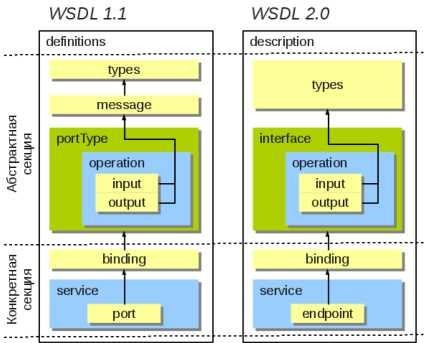 WSDL 1.1
WSDL 2.0
definitions
description
Абстрактная
секция
types
message
portType
operation
input
output
types
interface
operation
input
output
Конкретная
секция
binding
service
port
binding
service
endpoint